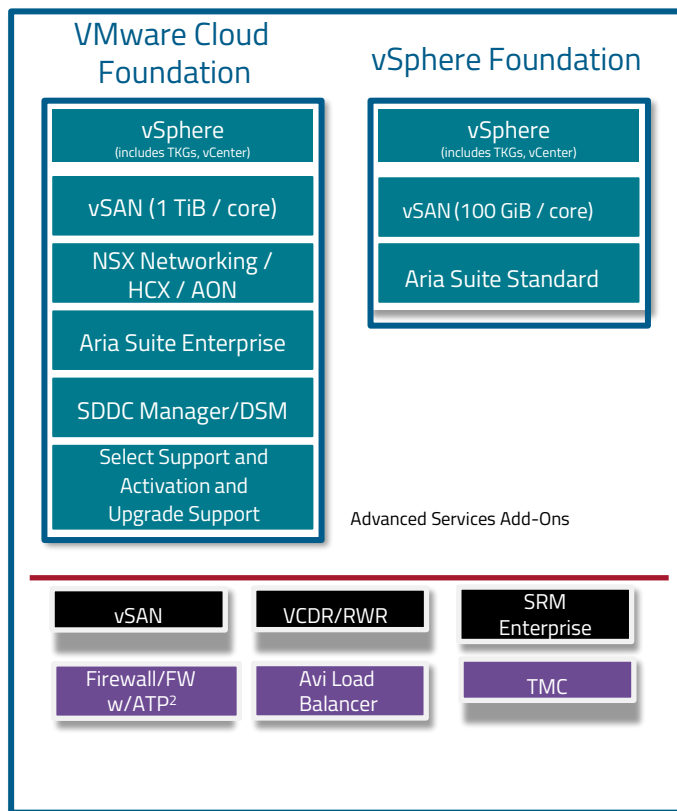 VMware Cloud
Foundation
vSphere
(includes TKGs, vCenter)
vSAN (1 TiB / core)
NSX Networking /
HCX / AON
Aria Suite Enterprise
SDDC Manager/DSM
Select Support and
Activation and
Upgrade Support
vSphere Foundation
vSphere
(includes TKGs, vCenter)
vSAN (100 GiB / core)
Aria Suite Standard
Advanced Services Add-Ons
vSAN
VCDR/RWR
SRM
Enterprise
Firewall/FW
w/ATP²
Avi Load
Balancer
TMC